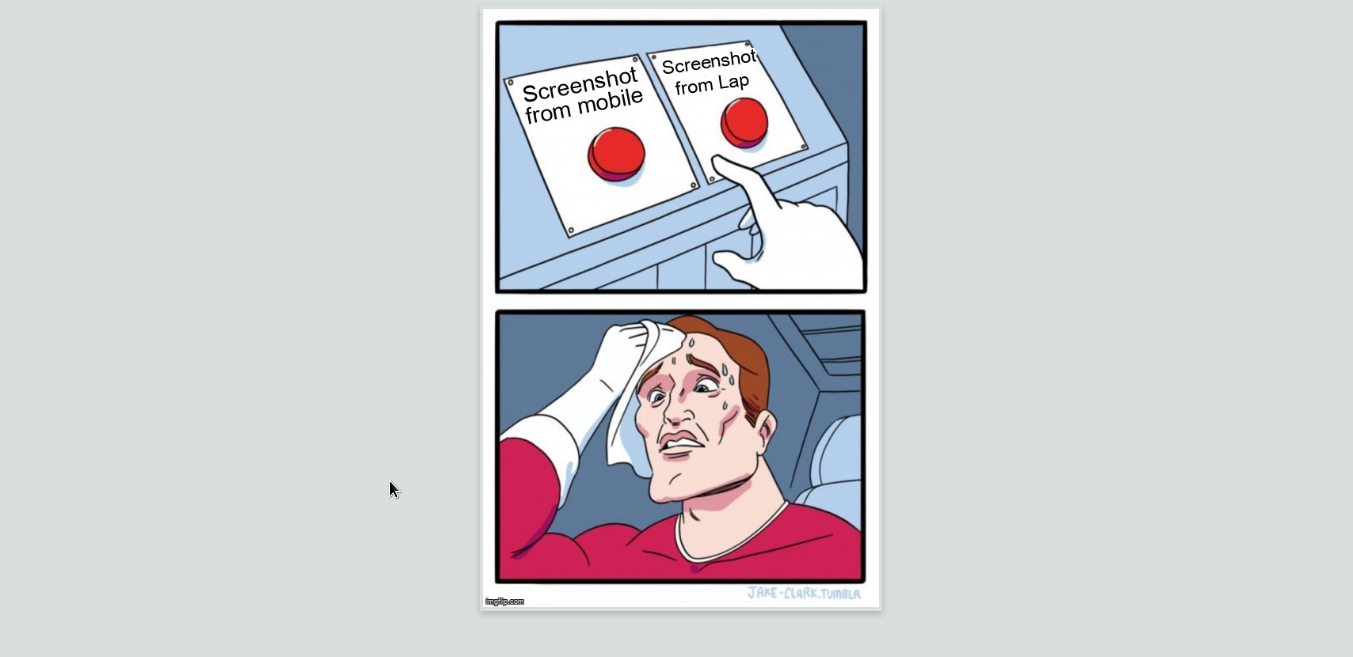 Screenshot
from mobile
Screenshot
from Lap
JAKE-CLARK.TUMBLR
imgflip.com